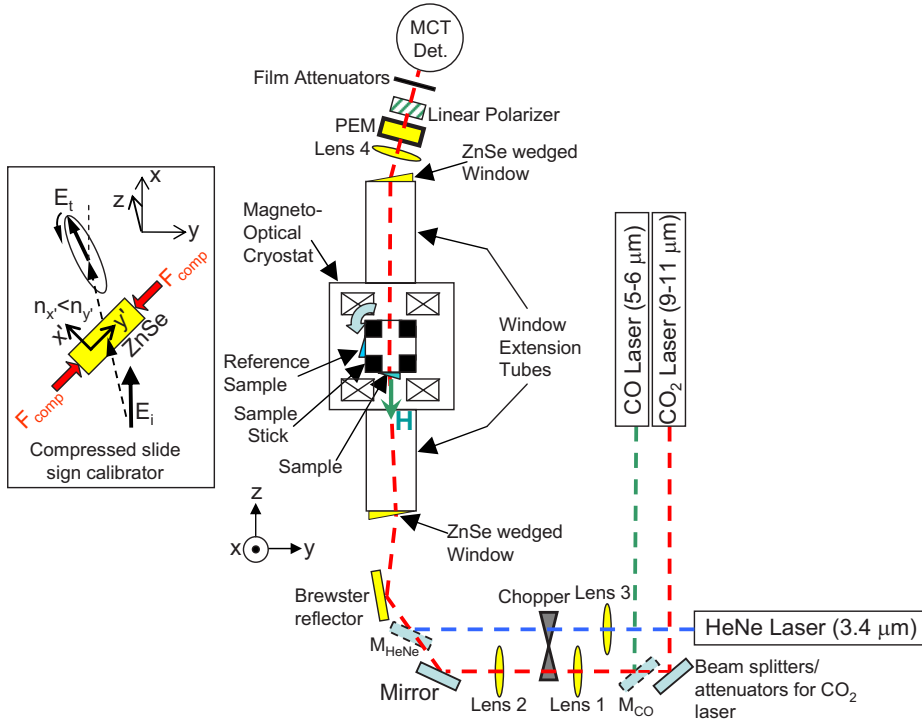 MCT
Det.
Film Attenuators
Linear Polarizer
PEM
Lens 4
ZnSe wedged
Window
Magneto-
Optical
Cryostat
Reference
Sample
Sample
Stick
Sample
H
Window
Extension
Tubes
CO Laser (5-6 μm)
CO2 Laser (9-11 μm)
x
z
y
Et
Fcomp
nx'<ny'
x'
y'
ZnSe
Fcomp
Ei
Compressed slide
sign calibrator
z
x
y
ZnSe wedged
Window
Brewster
reflector
MHeNe
Mirror
Chopper
Lens 3
Lens 2
Lens 1
HeNe Laser (3.4 μm)
MCO
Beam splitters/
attenuators for CO2
laser